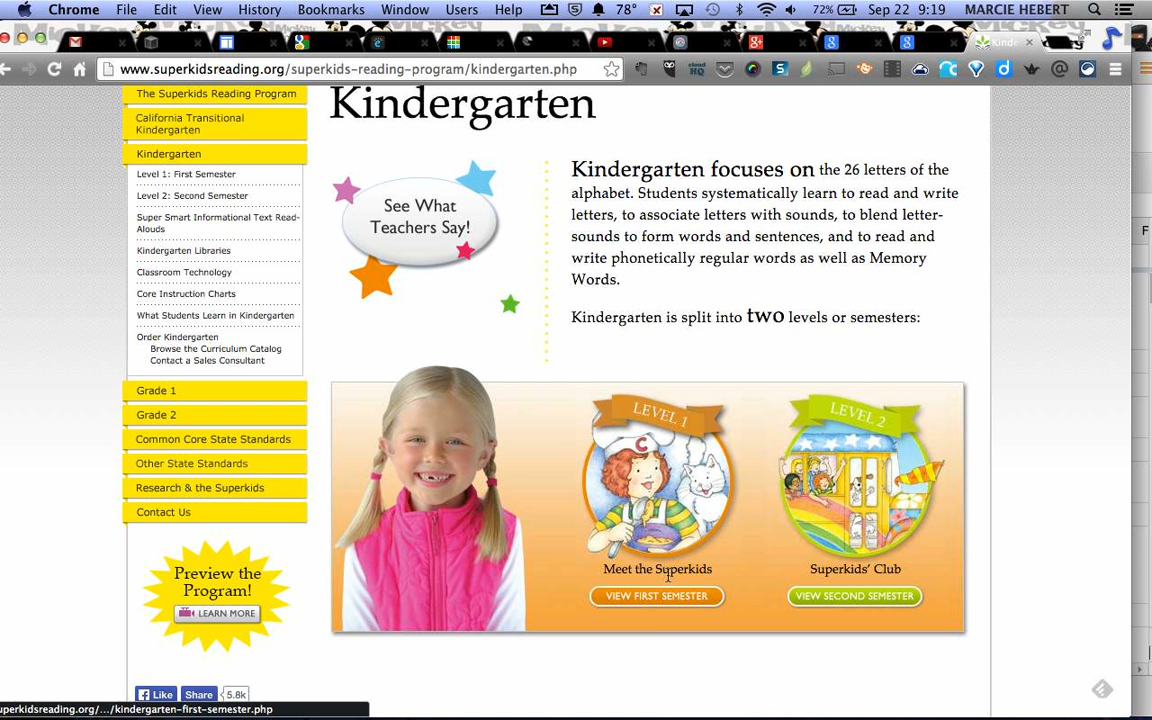 Chrome File Edit View History Bookmarks Window Users Help 78° 72% Sep 22 9:19 MARCIE HEBERT
www.superkidsreading.org/superkids-reading-program/kindergarten.php
The Superkids Reading Program
California Transitional
Kindergarten
Kindergarten
Level 1: First Semester
Level 2: Second Semester
Super Smart Informational Text Read-
Alouds
Kindergarten Libraries
Classroom Technology
Core Instruction Charts
What Students Learn in Kindergarten
Order Kindergarten
Browse the Curriculum Catalog
Contact a Sales Consultant
Grade 1
Grade 2
Common Core State Standards
Other State Standards
Research & the Superkids
Contact Us
Preview the
Program!
LEARN MORE
Like Share 5.8k
Kindergarten
See What
Teachers Say!
Kindergarten focuses on the 26 letters of the
alphabet. Students systematically learn to read and write
letters, to associate letters with sounds, to blend letter-
sounds to form words and sentences, and to read and
write phonetically regular words as well as Memory
Words.
Kindergarten is split into two levels or semesters:
LEVEL 1
C
Meet the Superkids
VIEW FIRST SEMESTER
LEVEL 2
Superkids' Club
VIEW SECOND SEMESTER
superkidsreading.org/.../kindergarten-first-semester.php